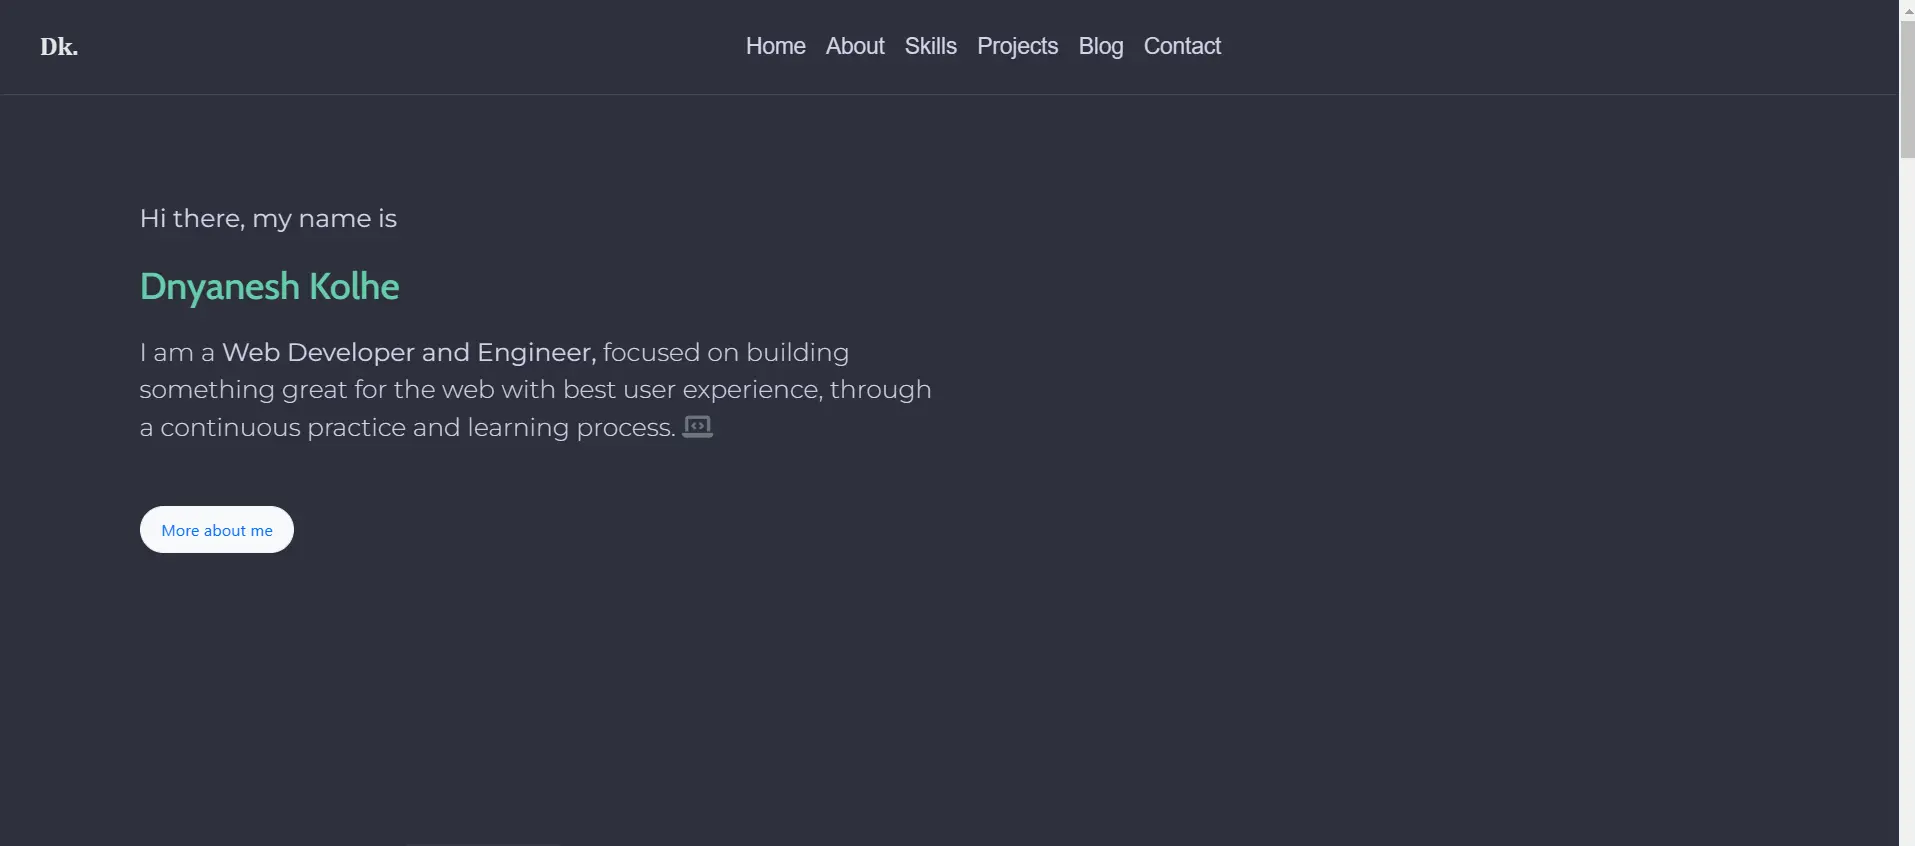 Dk.
Home About Skills Projects Blog Contact
Hi there, my name is
Dnyanesh Kolhe
I am a Web Developer and Engineer, focused on building
something great for the web with best user experience, through
a continuous practice and learning process.
More about me